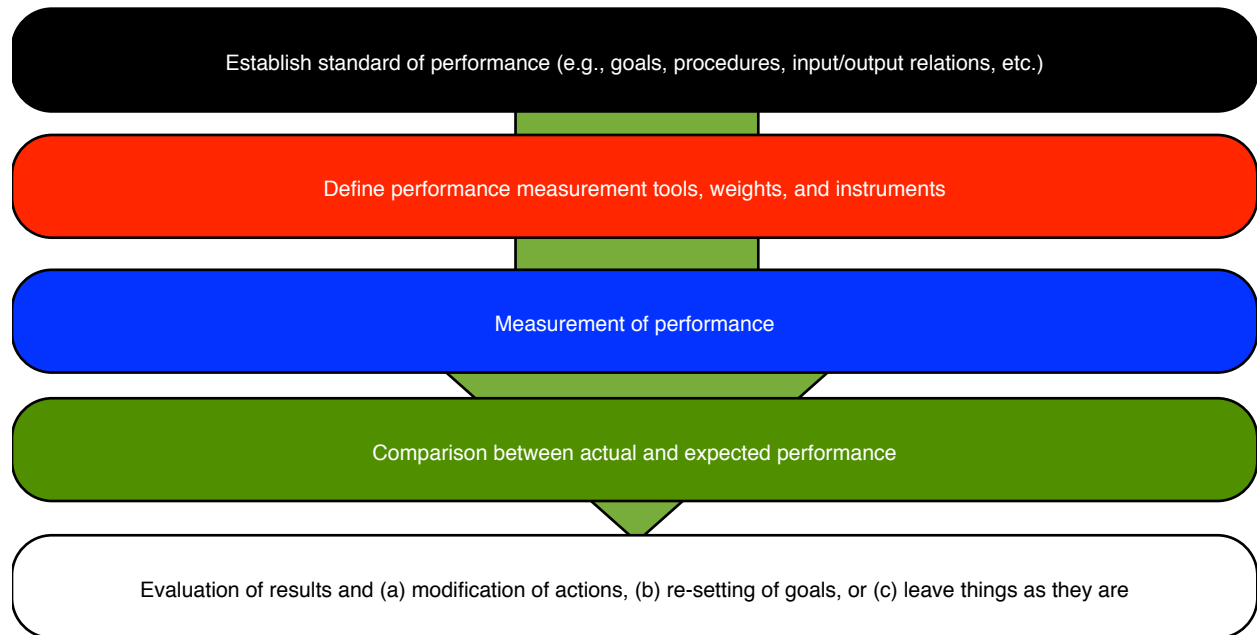 Establish standard of performance (e.g., goals, procedures, input/output relations, etc.)
Define performance measurement tools, weights, and instruments
Measurement of performance
Comparison between actual and expected performance
Evaluation of results and (a) modification of actions, (b) re-setting of goals, or (c) leave things as they are